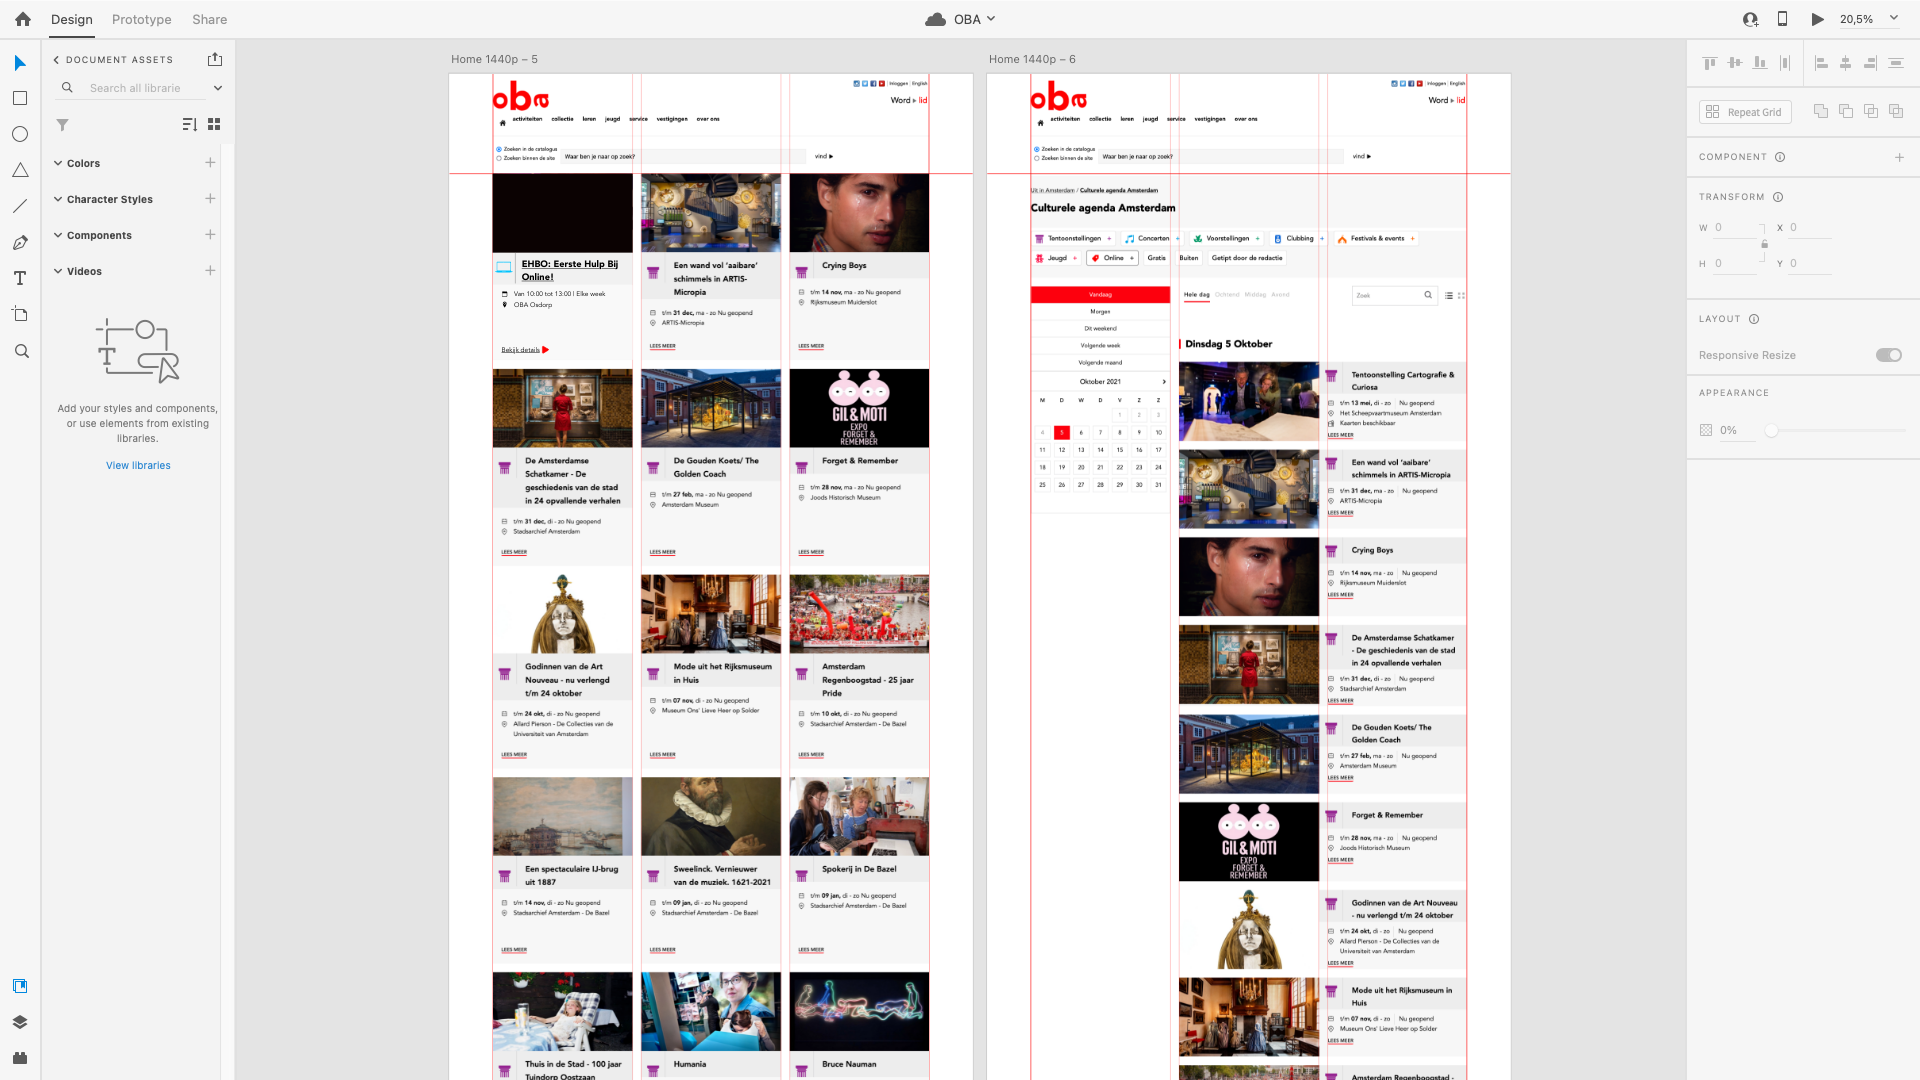 Design
Prototype
Share
OBA
20,5%
DOCUMENT ASSETS
Search all librarie
Colors
Character Styles
Components
Videos
Add your styles and components,
or use elements from existing
libraries.
View libraries
Home 1440p – 5
oba
Inloggen | English
Word ▸ lid
activiteiten collectie leren jeugd service vestigingen over ons
Zoeken in de catalogus
Zoeken binnen de site
Waar ben je naar op zoek?
vind ▸
EHBO: Eerste Hulp Bij
Online!
Van 10:00 tot 13:00 | Elke week
OBA Osdorp
Bekijk details
Een wand vol 'aaibare'
schimmels in ARTIS-
Micropia
t/m 31 dec, ma - zo Nu geopend
ARTIS-Micropia
LEES MEER
Crying Boys
t/m 14 nov, ma - zo Nu geopend
Rijksmuseum Muiderslot
LEES MEER
De Amsterdamse
Schatkamer - De
geschiedenis van de stad
in 24 opvallende verhalen
t/m 31 dec, di - zo Nu geopend
Stadsarchief Amsterdam
LEES MEER
De Gouden Koets/ The
Golden Coach
t/m 27 feb, ma - zo Nu geopend
Amsterdam Museum
LEES MEER
GIL & MOTI
EXPO
FORGET &
REMEMBER
Forget & Remember
t/m 28 nov, ma - zo Nu geopend
Joods Historisch Museum
LEES MEER
Godinnen van de Art
Nouveau - nu verlengd
t/m 24 oktober
t/m 24 okt, di - zo Nu geopend
Allard Pierson - De Collecties van de
Universiteit van Amsterdam
LEES MEER
Mode uit het Rijksmuseum
in Huis
t/m 07 nov, di - zo Nu geopend
Museum Ons' Lieve Heer op Solder
LEES MEER
Amsterdam
Regenboogstad - 25 jaar
Pride
t/m 10 okt, di - zo Nu geopend
Stadsarchief Amsterdam - De Bazel
LEES MEER
Een spectaculaire IJ-brug
uit 1887
t/m 14 nov, di - zo Nu geopend
Stadsarchief Amsterdam - De Bazel
LEES MEER
Sweelinck. Vernieuwer
van de muziek. 1621-2021
t/m 09 jan, di - zo Nu geopend
Stadsarchief Amsterdam - De Bazel
LEES MEER
Spokerij in De Bazel
t/m 09 jan, di - zo Nu geopend
Stadsarchief Amsterdam - De Bazel
LEES MEER
Thuis in de Stad - 100 jaar
Tuindorp Oostzaan
Humania
Bruce Nauman
Home 1440p – 6
oba
Inloggen | English
Word ▸ lid
activiteiten collectie leren jeugd service vestigingen over ons
Zoeken in de catalogus
Zoeken binnen de site
Waar ben je naar op zoek?
vind ▸
Uit in Amsterdam / Culturele agenda Amsterdam
Culturele agenda Amsterdam
Tentoonstellingen + Concerten + Voorstellingen + Clubbing + Festivals & events +
Jeugd + Online + Gratis Buiten Getipt door de redactie
Vandaag
Morgen
Dit weekend
Volgende week
Volgende maand
Oktober 2021
M D W D V Z Z
1 2 3
4 5 6 7 8 9 10
11 12 13 14 15 16 17
18 19 20 21 22 23 24
25 26 27 28 29 30 31
Hele dag Ochtend Middag Avond
Zoek
Dinsdag 5 Oktober
Tentoonstelling Cartografie &
Curiosa
t/m 13 mei, di - zo Nu geopend
Het Scheepvaartmuseum Amsterdam
Kaarten beschikbaar
LEES MEER
Een wand vol 'aaibare'
schimmels in ARTIS-Micropia
t/m 31 dec, ma - zo Nu geopend
ARTIS-Micropia
LEES MEER
Crying Boys
t/m 14 nov, ma - zo Nu geopend
Rijksmuseum Muiderslot
LEES MEER
De Amsterdamse Schatkamer
- De geschiedenis van de stad
in 24 opvallende verhalen
t/m 31 dec, di - zo Nu geopend
Stadsarchief Amsterdam
LEES MEER
De Gouden Koets/ The
Golden Coach
t/m 27 feb, ma - zo Nu geopend
Amsterdam Museum
LEES MEER
GIL & MOTI
EXPO
FORGET &
REMEMBER
Forget & Remember
t/m 28 nov, ma - zo Nu geopend
Joods Historisch Museum
LEES MEER
Godinnen van de Art Nouveau
- nu verlengd t/m 24 oktober
t/m 24 okt, di - zo Nu geopend
Allard Pierson - De Collecties van de
Universiteit van Amsterdam
LEES MEER
Mode uit het Rijksmuseum in
Huis
t/m 07 nov, di - zo Nu geopend
Museum Ons' Lieve Heer op Solder
LEES MEER
Amsterdam Regenboogstad -
Repeat Grid
COMPONENT
TRANSFORM
W 0 X 0
H 0 Y 0
LAYOUT
Responsive Resize
APPEARANCE
0%